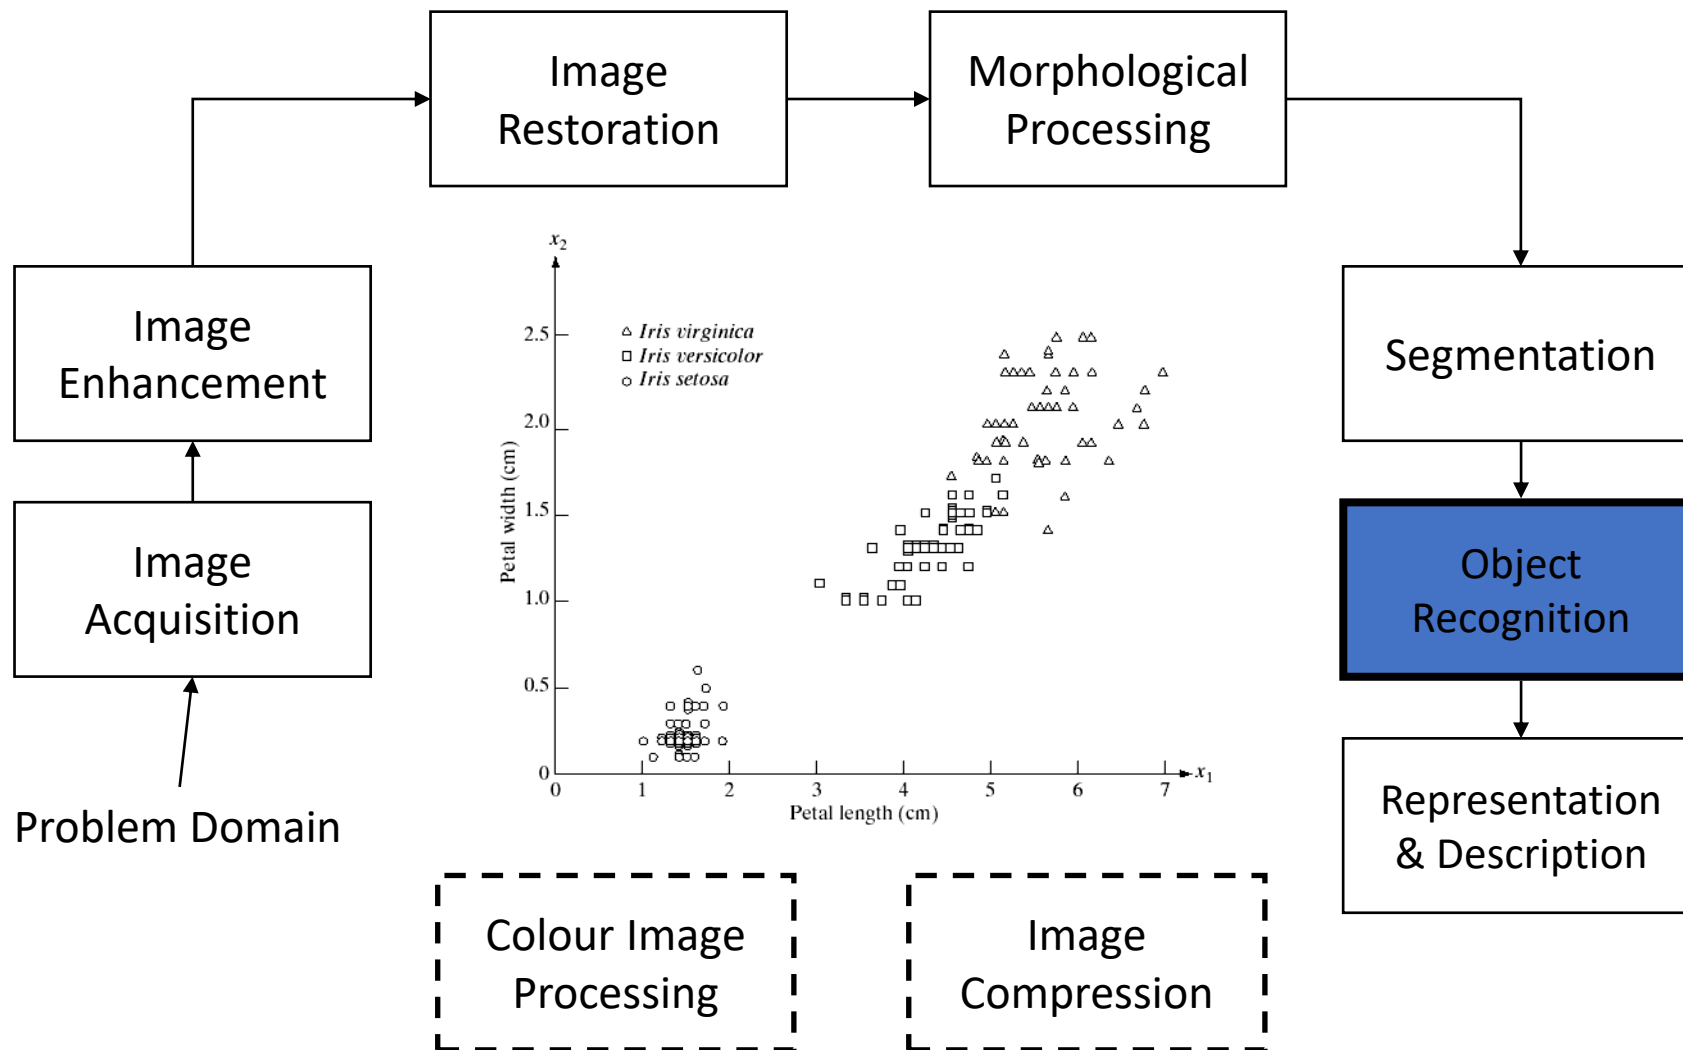 Image
Restoration
Morphological
Processing
Image
Enhancement
Segmentation
Image
Acquisition
Object
Recognition
Problem Domain
Representation
& Description
x2
2.5
2.0
1.5
1.0
0.5
0
Petal width (cm)
Iris virginica
Iris versicolor
Iris setosa
0 1 2 3 4 5 6 7
x1
Petal length (cm)
Colour Image
Processing
Image
Compression